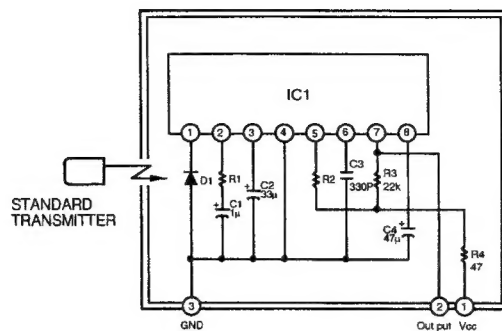 IC1
1 2 3 4 5 6 7 8
D1
R1
C1
1μ
C2
33μ
R2
C3
330P
R3
22k
C4
47μ
R4
47
+
+
+
STANDARD
TRANSMITTER
3 2 1
GND Out put Vcc